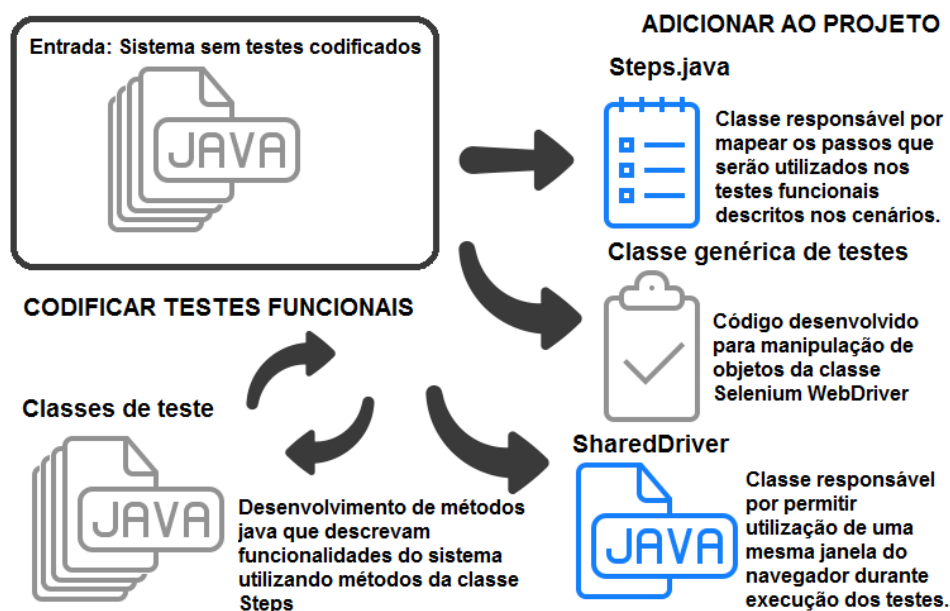 Entrada: Sistema sem testes codificados
JAVA
ADICIONAR AO PROJETO
Steps.java
Classe responsável por
mapear os passos que
serão utilizados nos
testes funcionais
descritos nos cenários.
Classe genérica de testes
Código desenvolvido
para manipulação de
objetos da classe
Selenium WebDriver
SharedDriver
JAVA
Classe responsável
por permitir
utilização de uma
mesma janela do
navegador durante
execução dos testes.
CODIFICAR TESTES FUNCIONAIS
Classes de teste
JAVA
Desenvolvimento de métodos
java que descrevam
funcionalidades do sistema
utilizando métodos da classe
Steps